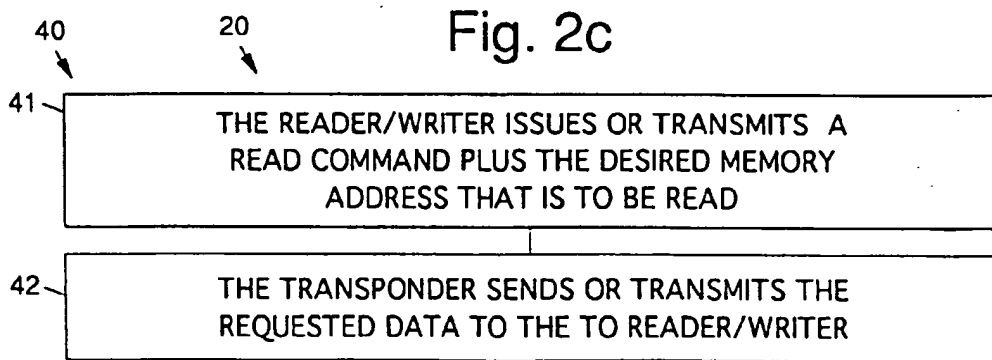 Fig. 2c
40
20
41
THE READER/WRITER ISSUES OR TRANSMITS A
READ COMMAND PLUS THE DESIRED MEMORY
ADDRESS THAT IS TO BE READ
42
THE TRANSPONDER SENDS OR TRANSMITS THE
REQUESTED DATA TO THE TO READER/WRITER